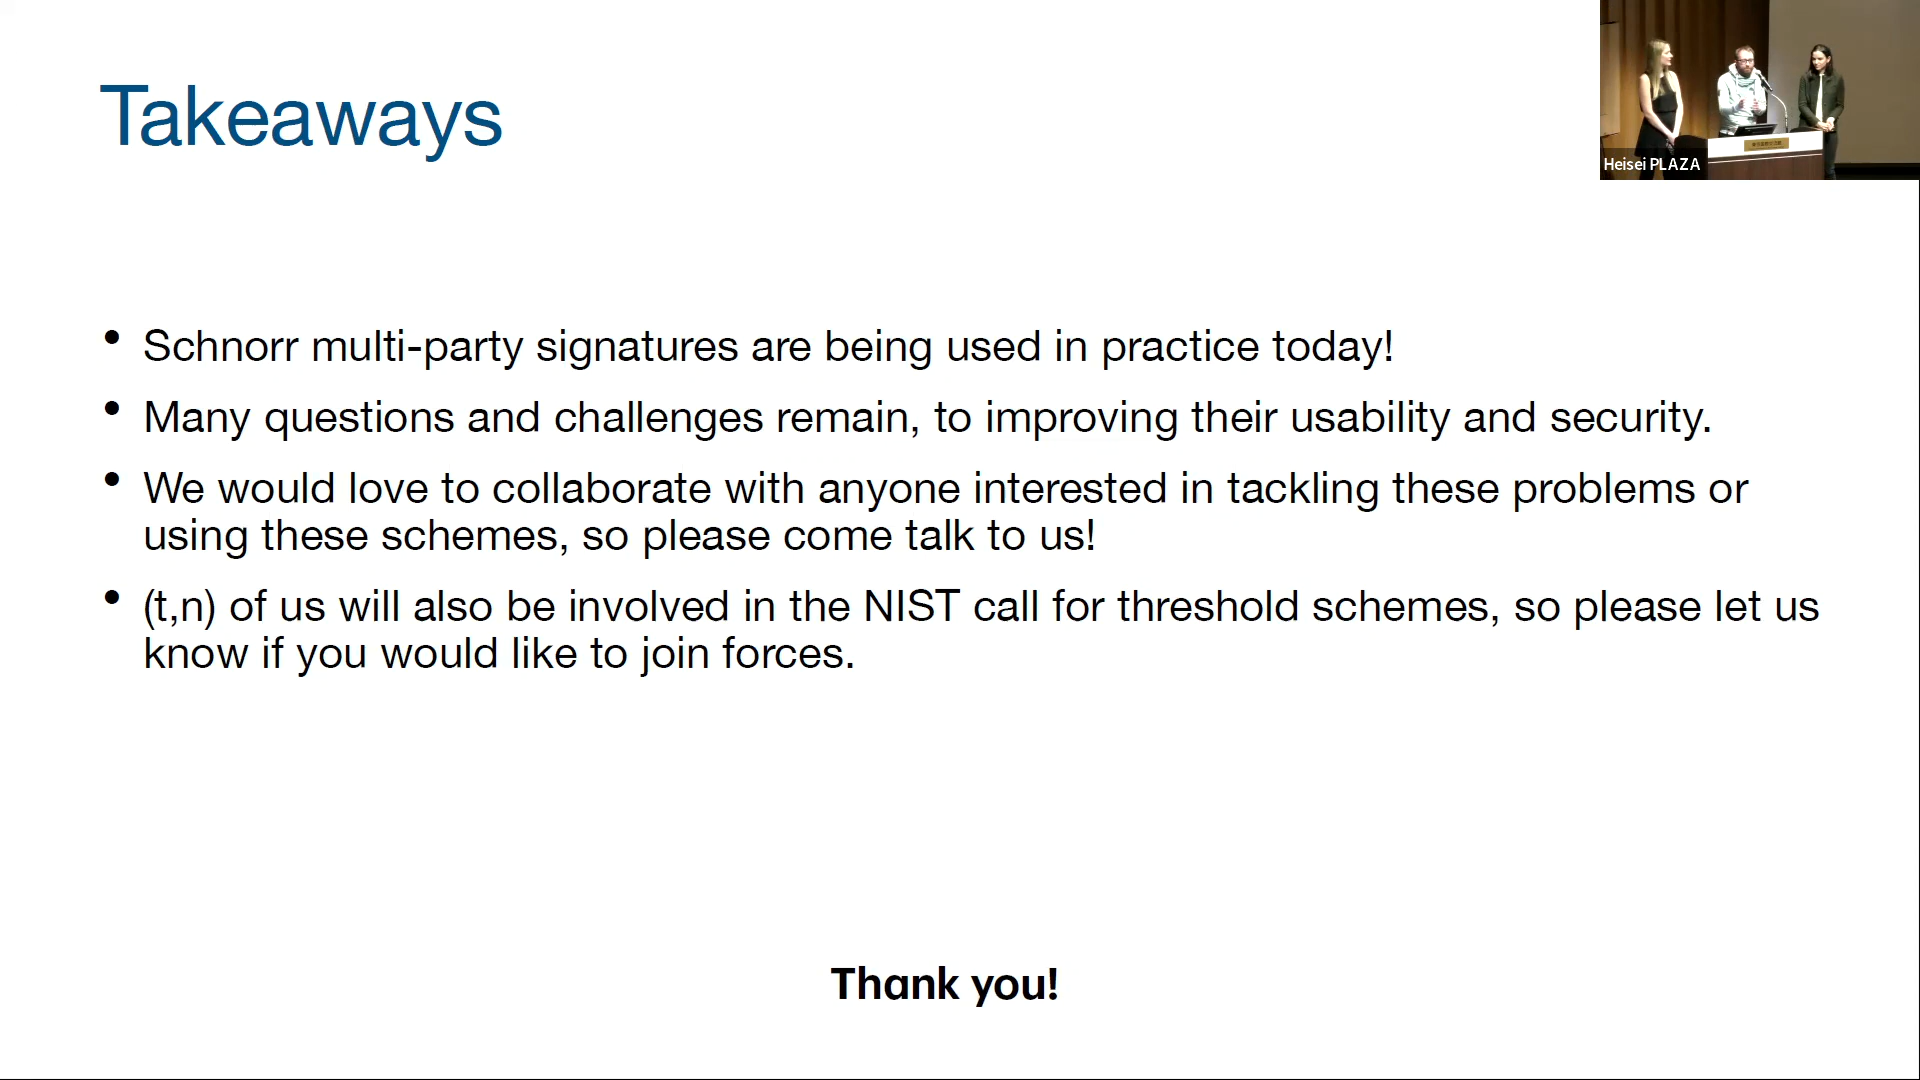 Takeaways
Heisei PLAZA
• Schnorr multi-party signatures are being used in practice today!
• Many questions and challenges remain, to improving their usability and security.
• We would love to collaborate with anyone interested in tackling these problems or
using these schemes, so please come talk to us!
• (t,n) of us will also be involved in the NIST call for threshold schemes, so please let us
know if you would like to join forces.
Thank you!